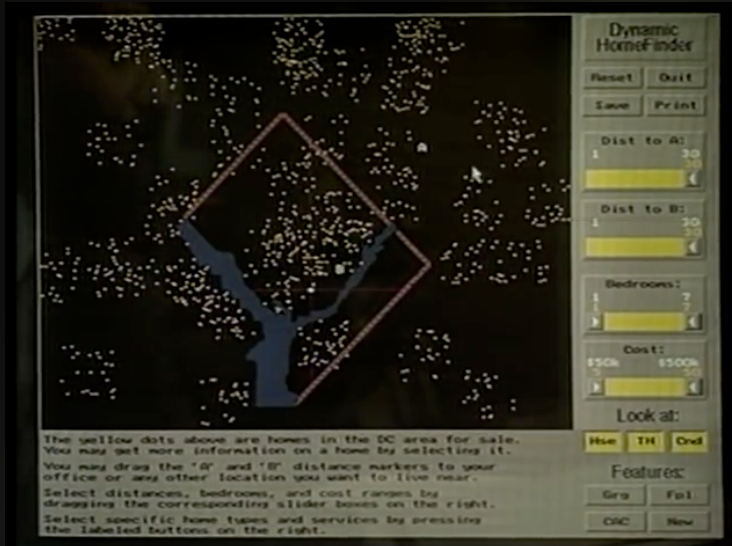 Dynamic
HomeFinder
Reset Quit
Save Print
Dist to A:
1 30
30
A
Dist to B:
1 30
30
B
Bedrooms:
1 7
1 7
Cost:
$50k $500k
5 50
Look at:
Hse TH Cnd
Features:
Grg Fpl
CAC New
The yellow dots above are homes in the DC area for sale.
You may get more information on a home by selecting it.
You may drag the 'A' and 'B' distance markers to your
office or any other location you want to live near.
Select distances, bedrooms, and cost ranges by
dragging the corresponding slider boxes on the right.
Select specific home types and services by pressing
the labeled buttons on the right.